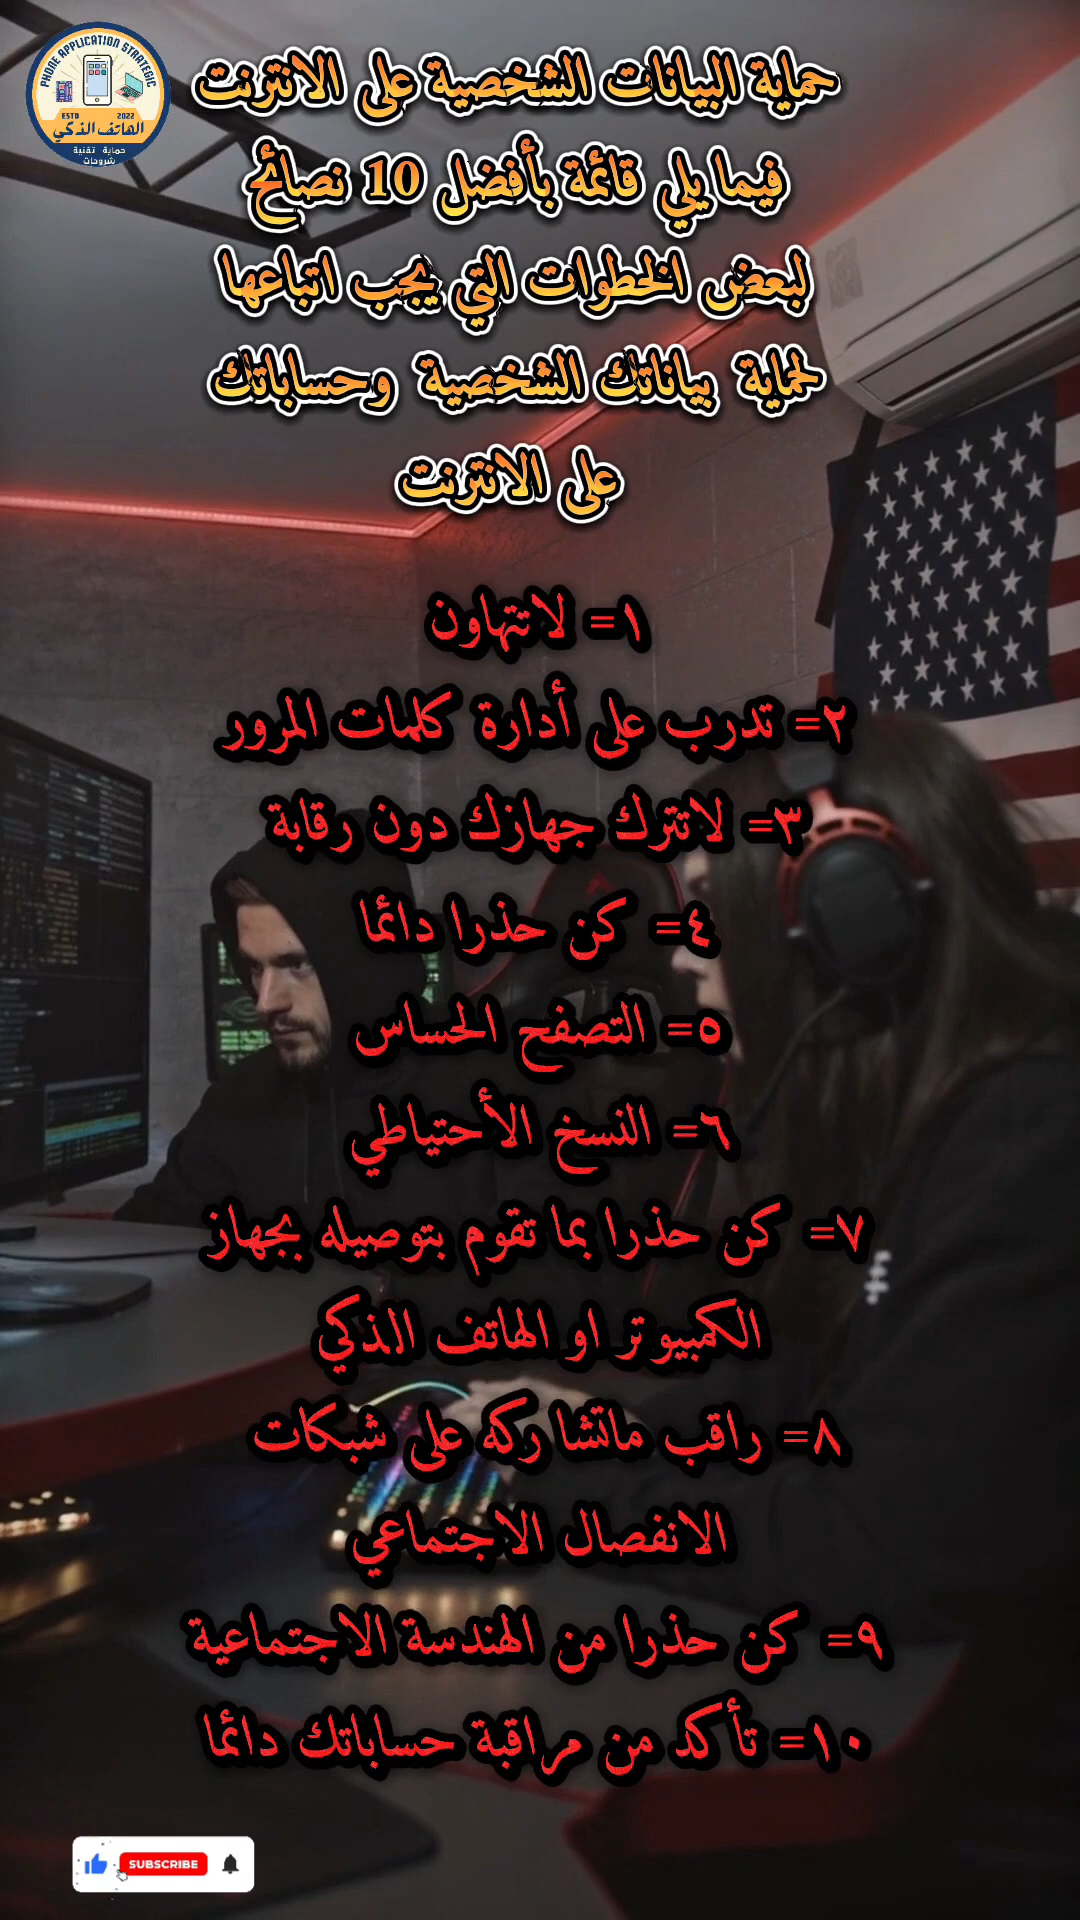 PHONE APPLICATION STRATEGIC
ESTD 2022
الهاتف الذكي
حماية تقنية
شروحات
حماية البيانات الشخصية على الانترنت
فيما يلي قائمة بأفضل 10 نصائح
لبعض الخطوات التي يجب اتباعها
لحماية بياناتك الشخصية وحساباتك
على الانترنت
١= لاتتهاون
٢= تدرب على أدارة كلمات المرور
٣= لاتترك جهازك دون رقابة
٤= كن حذرا دائما
٥= التصفح الحساس
٦= النسخ الأحتياطي
٧= كن حذرا بما تقوم بتوصيله بجهاز
الكمبيوتر او الهاتف الذكي
٨= راقب ماتشاركه على شبكات
الانفصال الاجتماعي
٩= كن حذرا من الهندسة الاجتماعية
١٠= تأكد من مراقبة حساباتك دائما
SUBSCRIBE